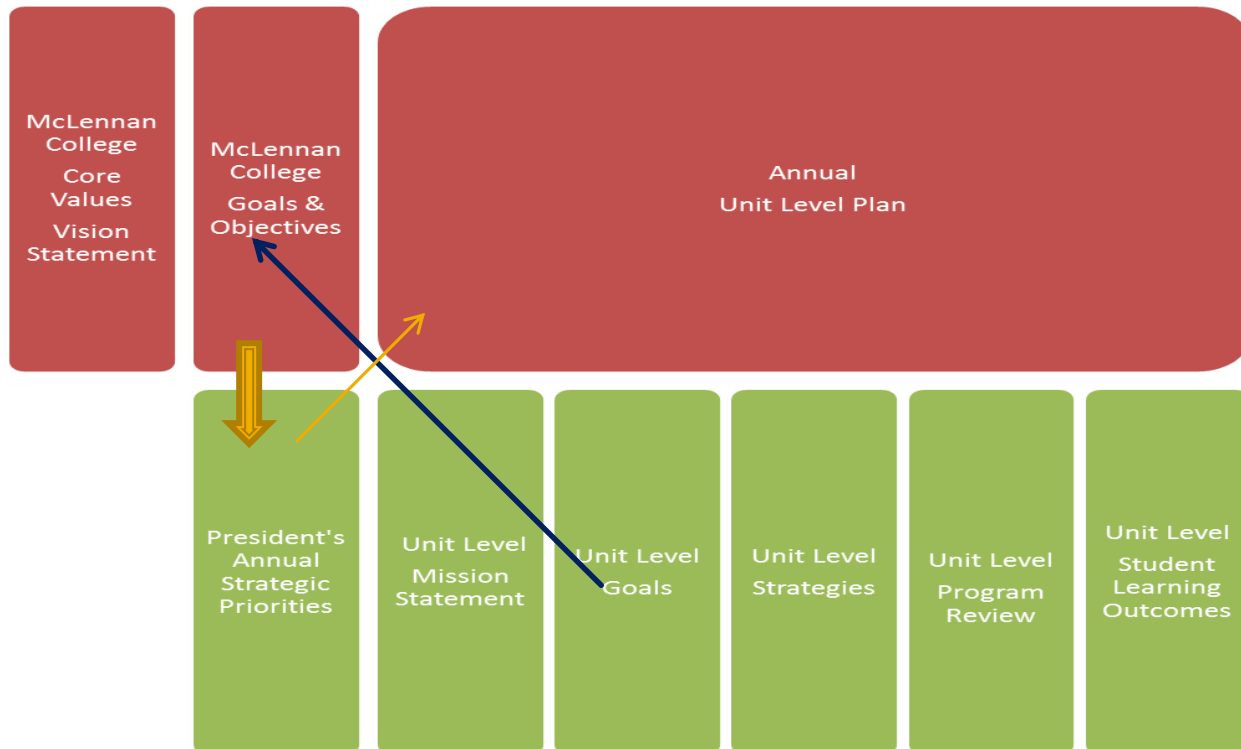 McLennan
College
Core
Values
Vision
Statement
McLennan
College
Goals &
Objectives
Annual
Unit Level Plan
President's
Annual
Strategic
Priorities
Unit Level
Mission
Statement
Unit Level
Goals
Unit Level
Strategies
Unit Level
Program
Review
Unit Level
Student
Learning
Outcomes